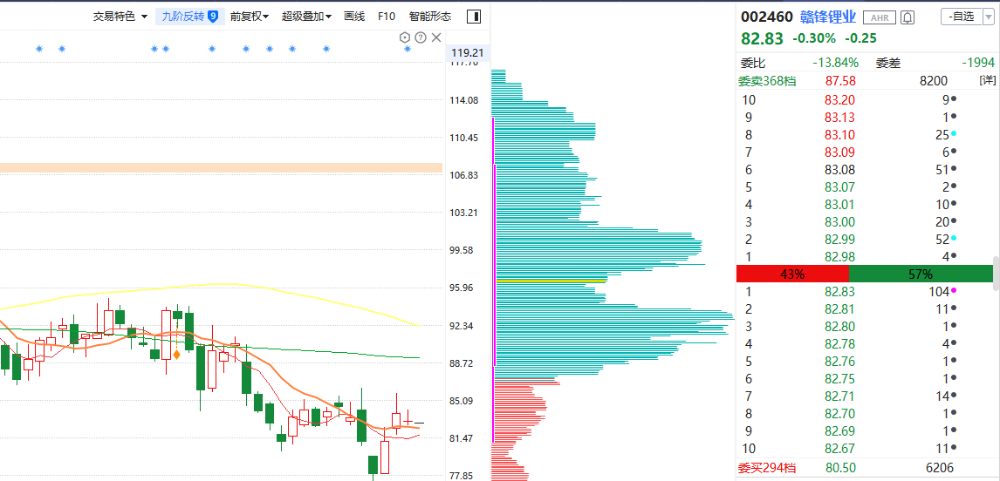 交易特色 九阶反转 9 前复权 超级叠加 画线 F10 智能形态
119.21
117.70
114.08
110.45
106.83
103.21
99.58
95.96
92.34
88.72
85.09
81.47
77.85
002460 赣锋锂业 AHR -自选
82.83 -0.30% -0.25
委比 -13.84% 委差 -1994
委卖368档 87.58 8200 [详]
10 83.20 9
9 83.13 1
8 83.10 25
7 83.09 6
6 83.08 51
5 83.07 2
4 83.01 10
3 83.00 20
2 82.99 52
1 82.98 4
43% 57%
1 82.83 104
2 82.81 11
3 82.80 1
4 82.78 4
5 82.76 1
6 82.75 1
7 82.71 14
8 82.70 1
9 82.69 1
10 82.67 11
委买294档 80.50 6206